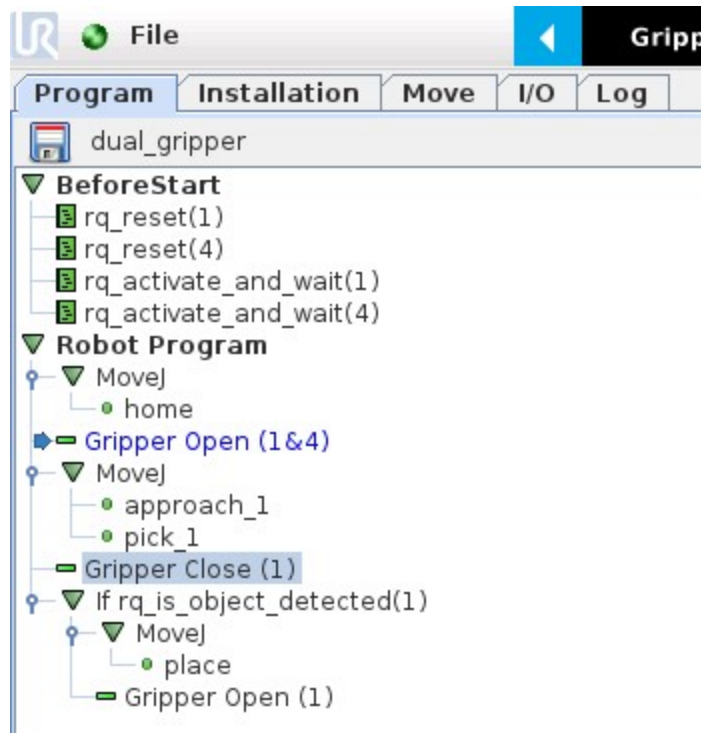 UR File Gripp
Program Installation Move I/O Log
dual_gripper
BeforeStart
rq_reset(1)
rq_reset(4)
rq_activate_and_wait(1)
rq_activate_and_wait(4)
Robot Program
MoveJ
home
Gripper Open (1&4)
MoveJ
approach_1
pick_1
Gripper Close (1)
If rq_is_object_detected(1)
MoveJ
place
Gripper Open (1)